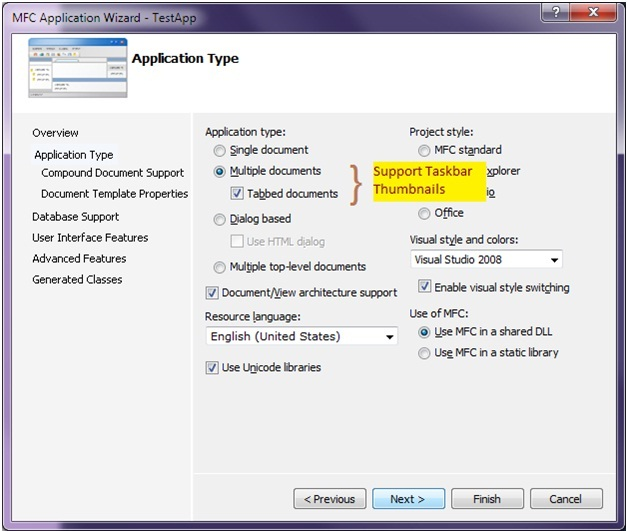 MFC Application Wizard - TestApp
Application Type
Overview
Application Type
Compound Document Support
Document Template Properties
Database Support
User Interface Features
Advanced Features
Generated Classes
Application type:
Single document
Multiple documents
Tabbed documents
Dialog based
Use HTML dialog
Multiple top-level documents
Document/View architecture support
Resource language:
English (United States)
Use Unicode libraries
Support Taskbar
Thumbnails
Project style:
MFC standard
xplorer
io
Office
Visual style and colors:
Visual Studio 2008
Enable visual style switching
Use of MFC:
Use MFC in a shared DLL
Use MFC in a static library
< Previous
Next >
Finish
Cancel